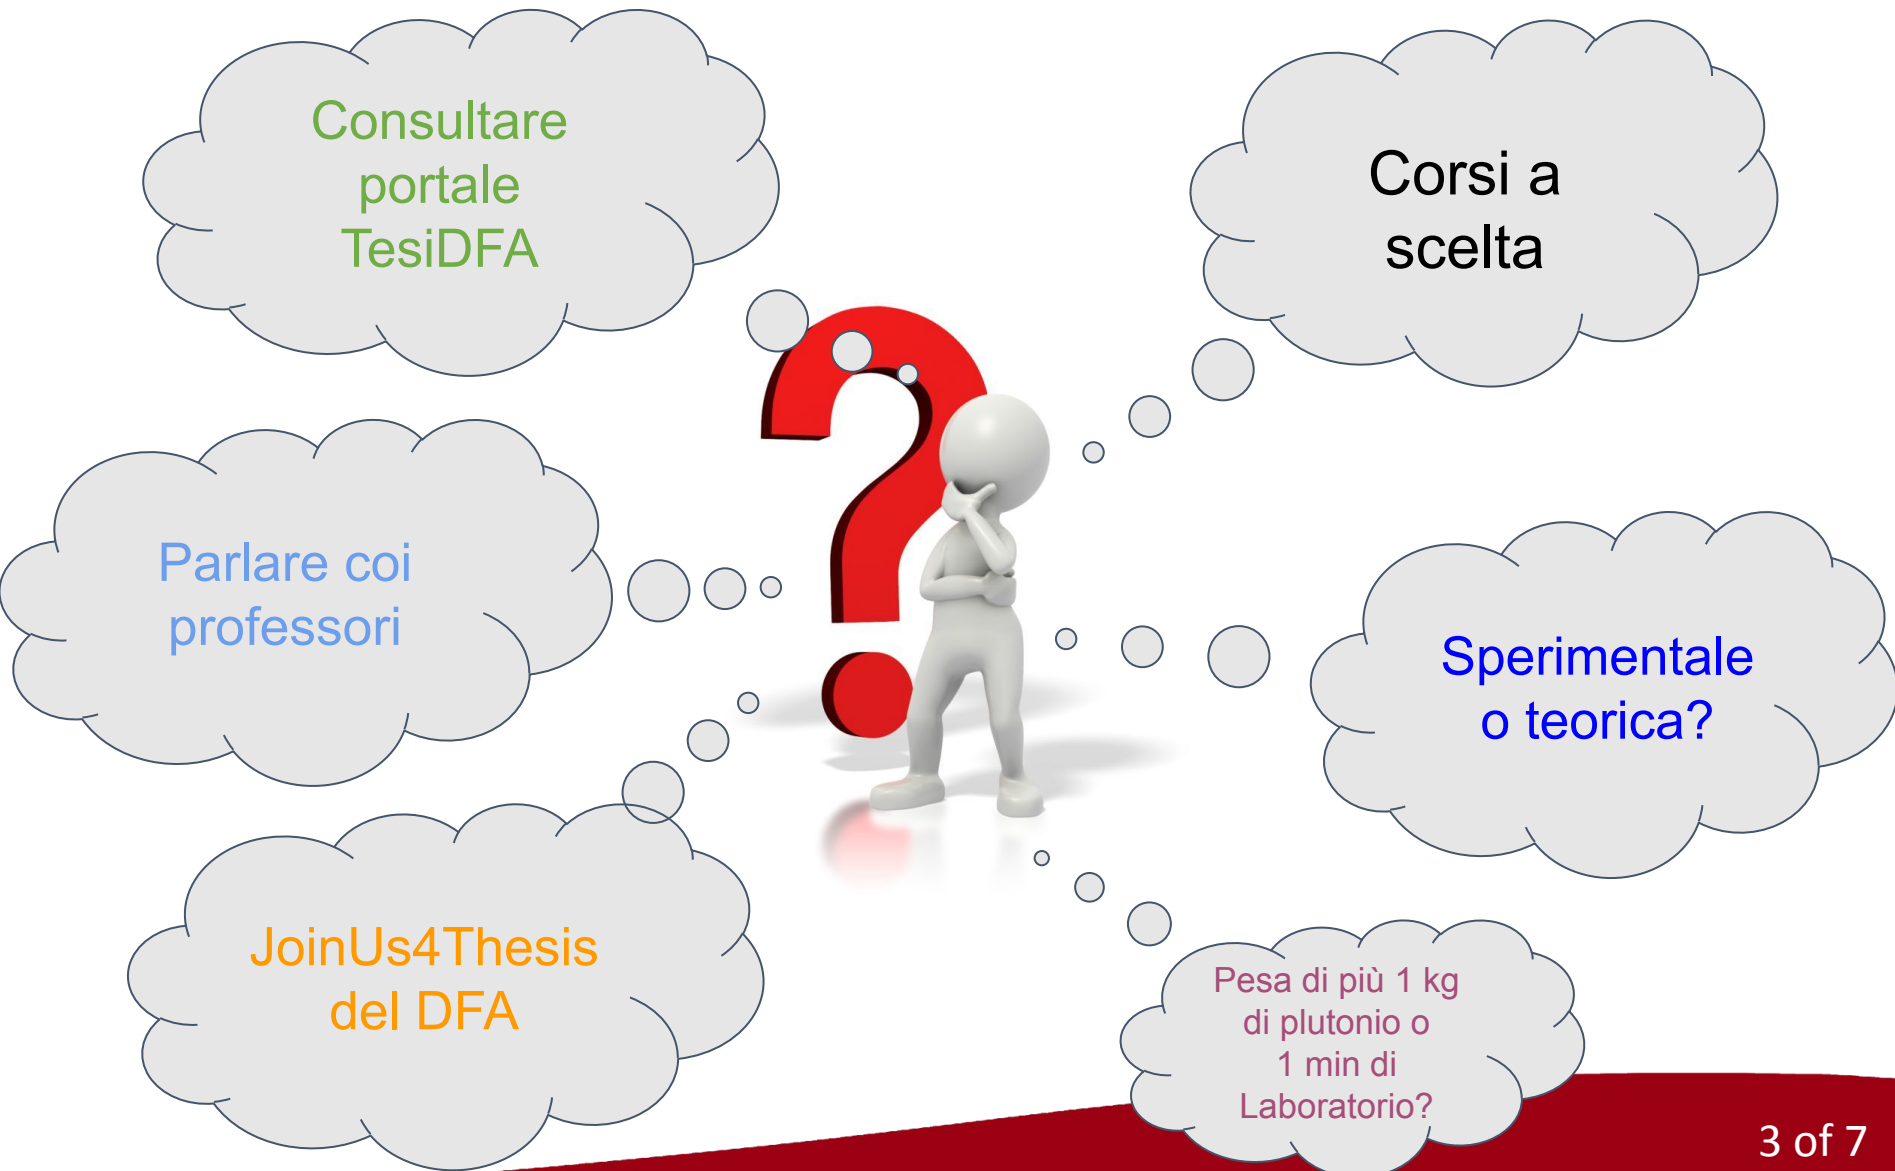 Consultare
portale
TesiDFA
Corsi a
scelta
Parlare coi
professori
Sperimentale
o teorica?
JoinUs4Thesis
del DFA
Pesa di più 1 kg
di plutonio o
1 min di
Laboratorio?
3 of 7